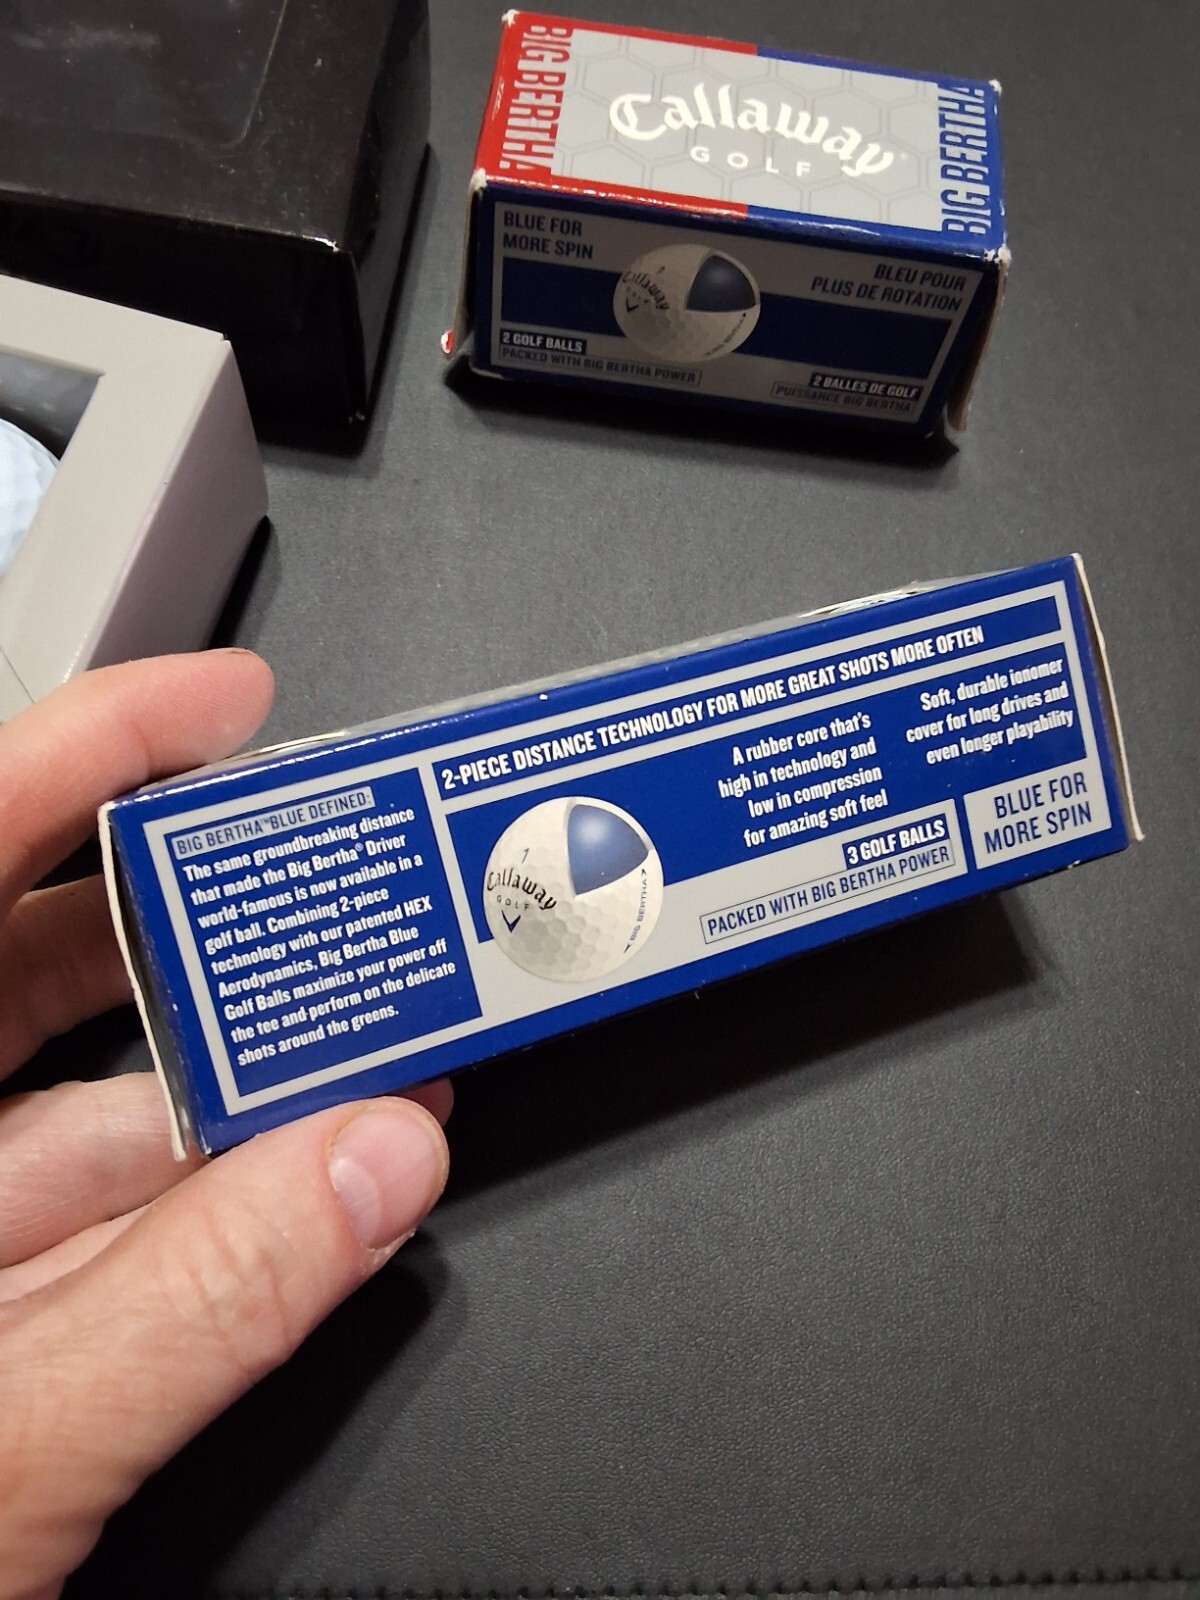 BIG BERTHA
Callaway
GOLF
BIG BERTHA
BLUE FOR
MORE SPIN
BLEU POUR
PLUS DE ROTATION
Callaway
2 GOLF BALLS
PACKED WITH BIG BERTHA POWER
2 BALLES DE GOLF
PUISSANCE BIG BERTHA
2-PIECE DISTANCE TECHNOLOGY FOR MORE GREAT SHOTS MORE OFTEN
BIG BERTHA™ BLUE DEFINED:
The same groundbreaking distance
that made the Big Bertha® Driver
world-famous is now available in a
golf ball. Combining 2-piece
technology with our patented HEX
Aerodynamics, Big Bertha Blue
Golf Balls maximize your power off
the tee and perform on the delicate
shots around the greens.
1
Callaway
GOLF
BIG BERTHA
A rubber core that's
high in technology and
low in compression
for amazing soft feel
Soft, durable ionomer
cover for long drives and
even longer playability
3 GOLF BALLS
PACKED WITH BIG BERTHA POWER
BLUE FOR
MORE SPIN